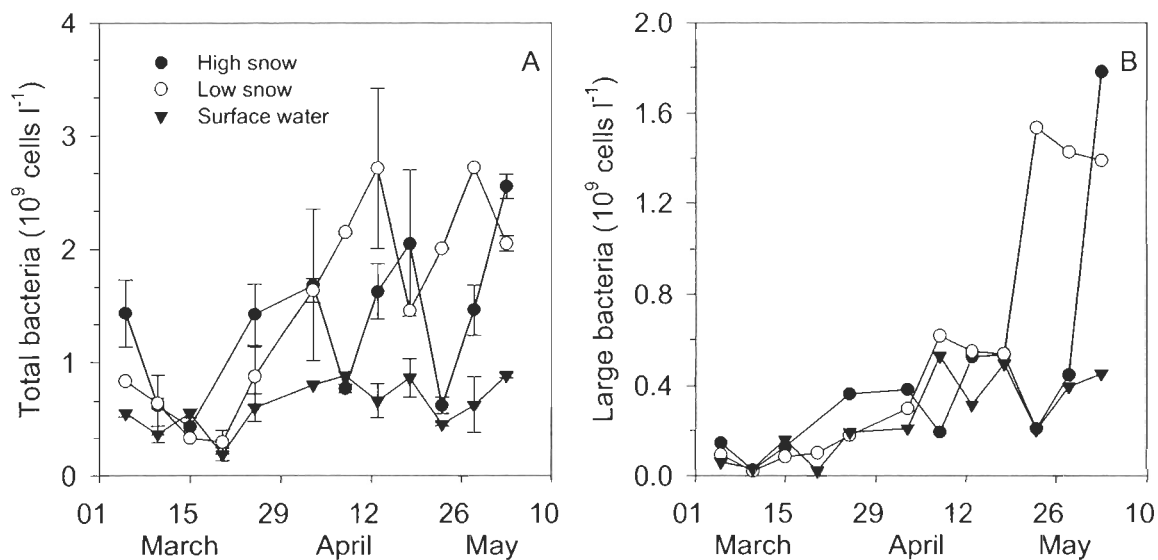 A
High snow
Low snow
Surface water
Total bacteria (10⁹ cells l⁻¹)
4
3
2
1
0
01 15 29 12 26 10
March April May
B
Large bacteria (10⁹ cells l⁻¹)
2.0
1.6
1.2
0.8
0.4
0.0
01 15 29 12 26 10
March April May